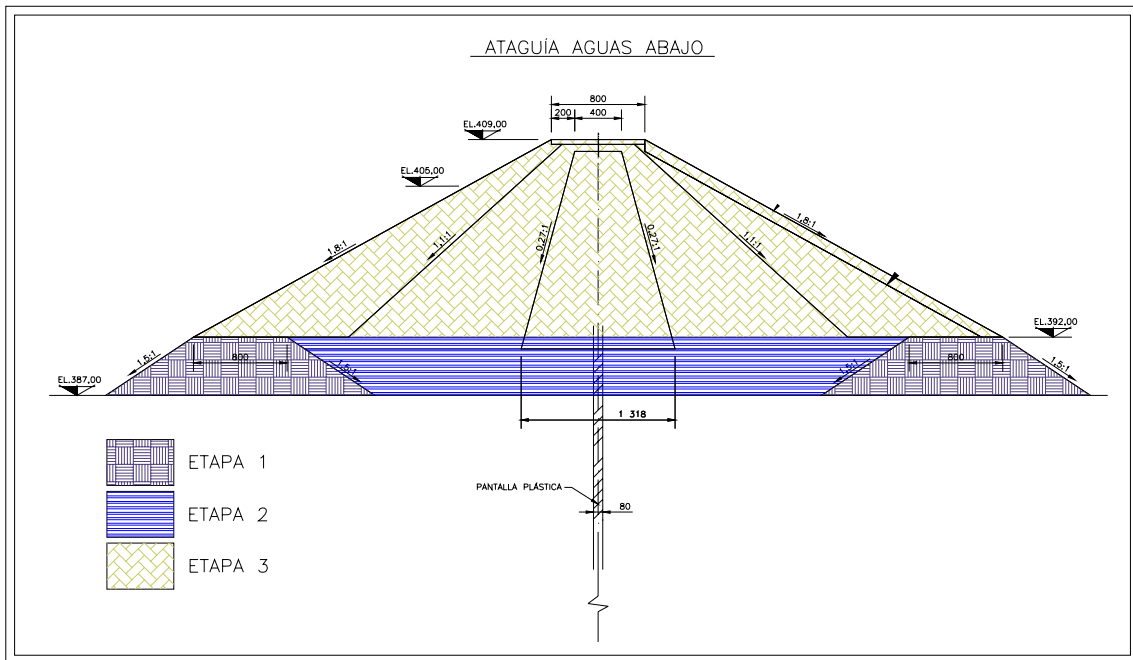 ATAGUÍA AGUAS ABAJO
800
200
400
EL.409,00
EL.405,00
1,8:1
1,8:1
1,1:1
0,27:1
0,27:1
1,1:1
EL.392,00
1,5:1
800
1,5:1
1,5:1
800
1,5:1
EL.387,00
1 318
ETAPA 1
PANTALLA PLÁSTICA
80
ETAPA 2
ETAPA 3